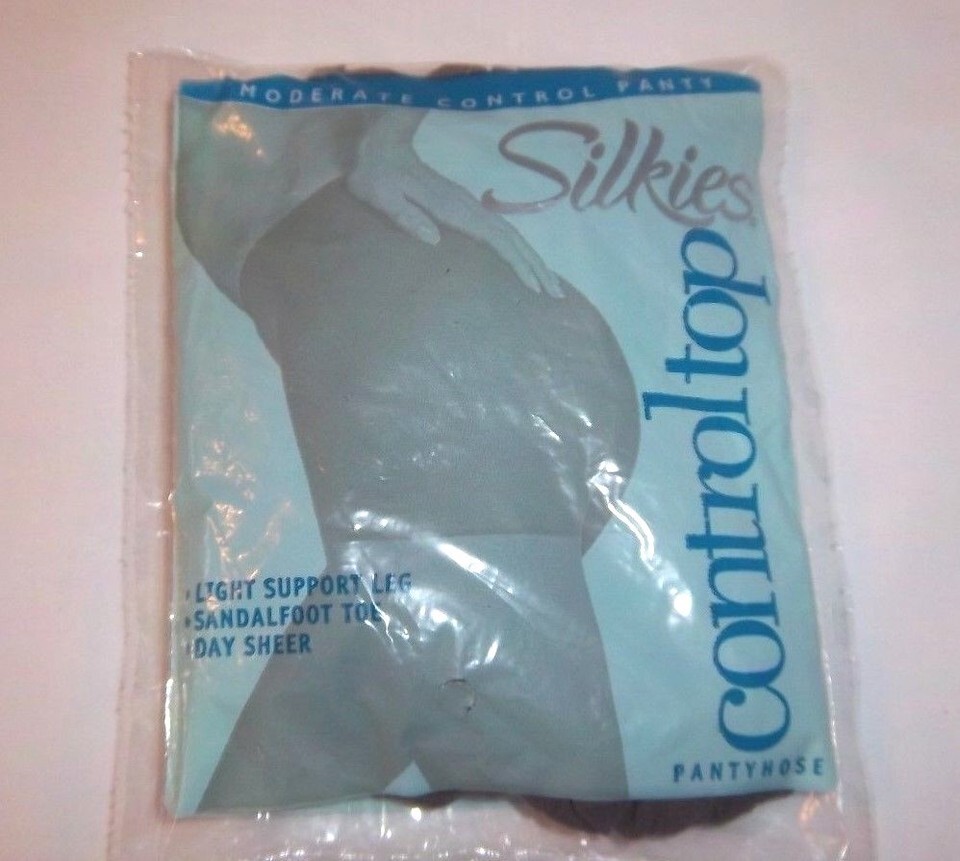 MODERATE CONTROL PANTY
Silkies
control top
PANTYHOSE
• LIGHT SUPPORT LEG
• SANDALFOOT TOE
• DAY SHEER